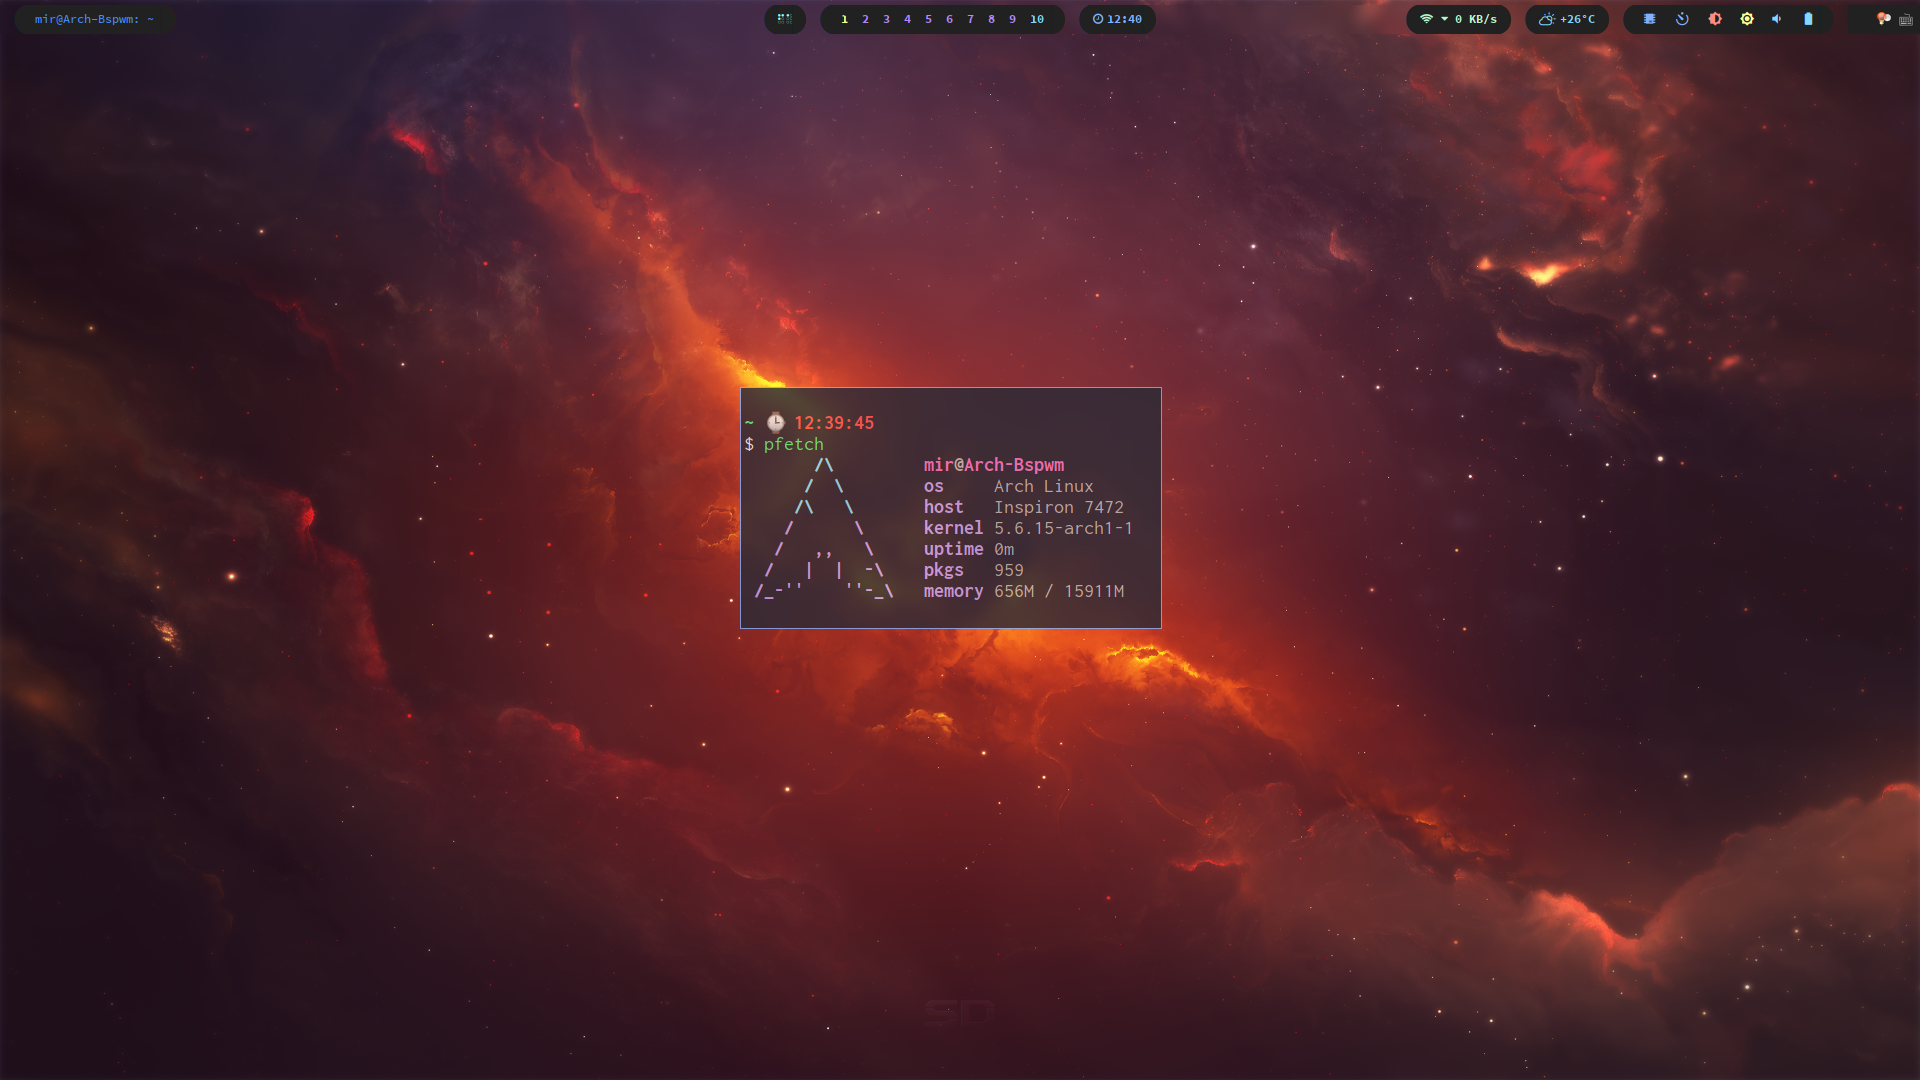 mir@Arch-Bspwm: ~
1 2 3 4 5 6 7 8 9 10
12:40
0 KB/s
+26°C
~ ⌚ 12:39:45
$ pfetch
/\ mir@Arch-Bspwm
/ \ os Arch Linux
/\ \ host Inspiron 7472
/ \ kernel 5.6.15-arch1-1
/ ,, \ uptime 0m
/ | | -\ pkgs 959
/_-'' ''-_\ memory 656M / 15911M